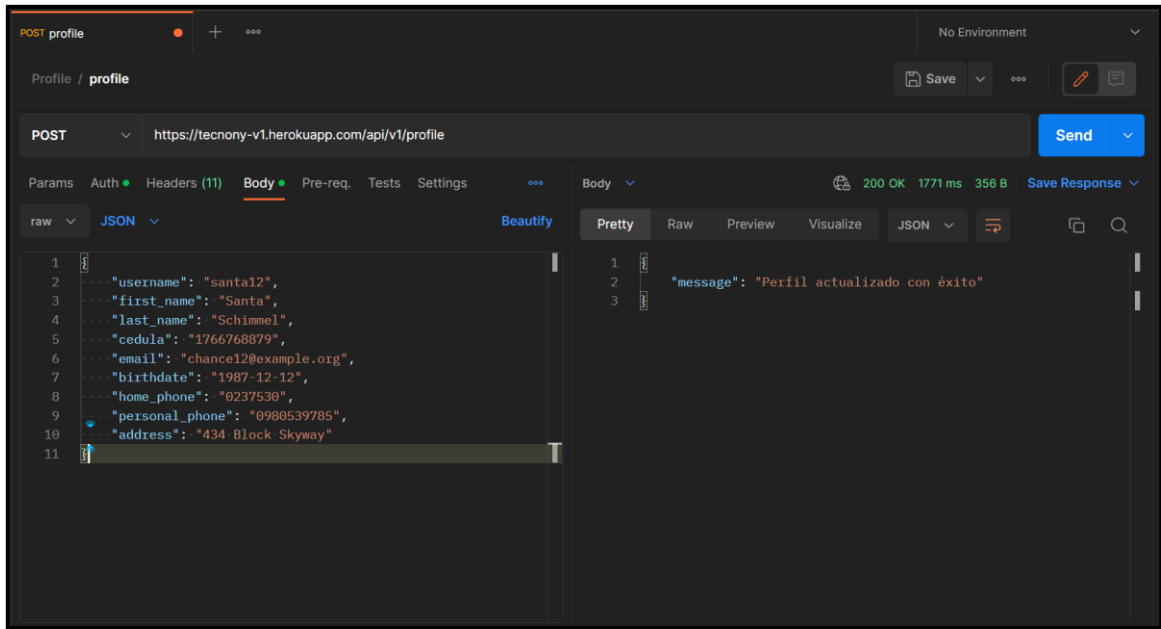 POST profile
No Environment
Profile / profile
Save
POST
https://tecnony-v1.herokuapp.com/api/v1/profile
Send
Params Auth Headers (11) Body Pre-req. Tests Settings
raw JSON Beautify
1 {
2 "username": "santa12",
3 "first_name": "Santa",
4 "last_name": "Schimmel",
5 "cedula": "1766768879",
6 "email": "chance12@example.org",
7 "birthdate": "1987-12-12",
8 "home_phone": "0237530",
9 "personal_phone": "0980539785",
10 "address": "434 Block Skyway"
11 }
Body 200 OK 1771 ms 356 B Save Response
Pretty Raw Preview Visualize JSON
1 {
2 "message": "Perfil actualizado con éxito"
3 }